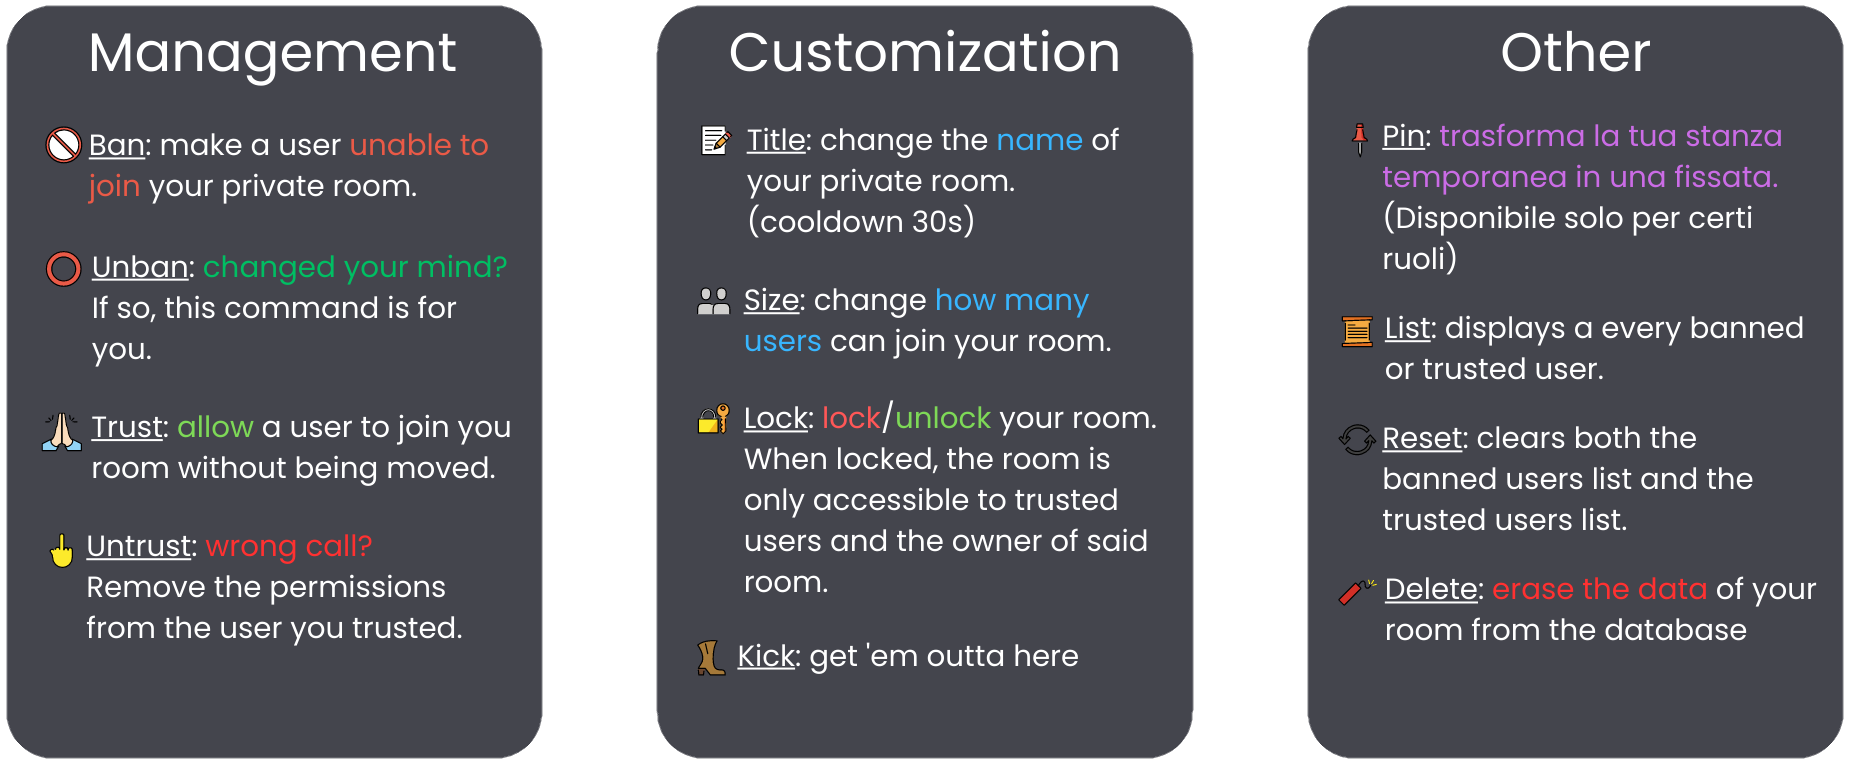 Management
Ban: make a user unable to
join your private room.
Unban: changed your mind?
If so, this command is for
you.
Trust: allow a user to join you
room without being moved.
Untrust: wrong call?
Remove the permissions
from the user you trusted.
Customization
Title: change the name of
your private room.
(cooldown 30s)
Size: change how many
users can join your room.
Lock: lock/unlock your room.
When locked, the room is
only accessible to trusted
users and the owner of said
room.
Kick: get 'em outta here
Other
Pin: trasforma la tua stanza
temporanea in una fissata.
(Disponibile solo per certi
ruoli)
List: displays a every banned
or trusted user.
Reset: clears both the
banned users list and the
trusted users list.
Delete: erase the data of your
room from the database